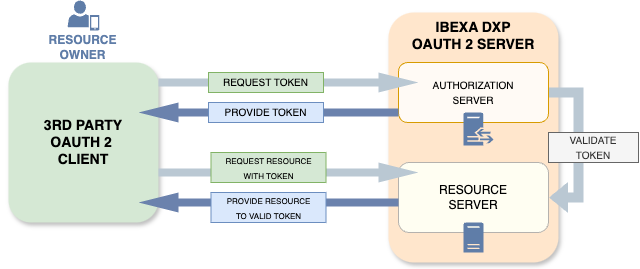 RESOURCE
OWNER
IBEXA DXP
OAUTH 2 SERVER
3RD PARTY
OAUTH 2
CLIENT
REQUEST TOKEN
PROVIDE TOKEN
AUTHORIZATION
SERVER
VALIDATE
TOKEN
REQUEST RESOURCE
WITH TOKEN
PROVIDE RESOURCE
TO VALID TOKEN
RESOURCE
SERVER